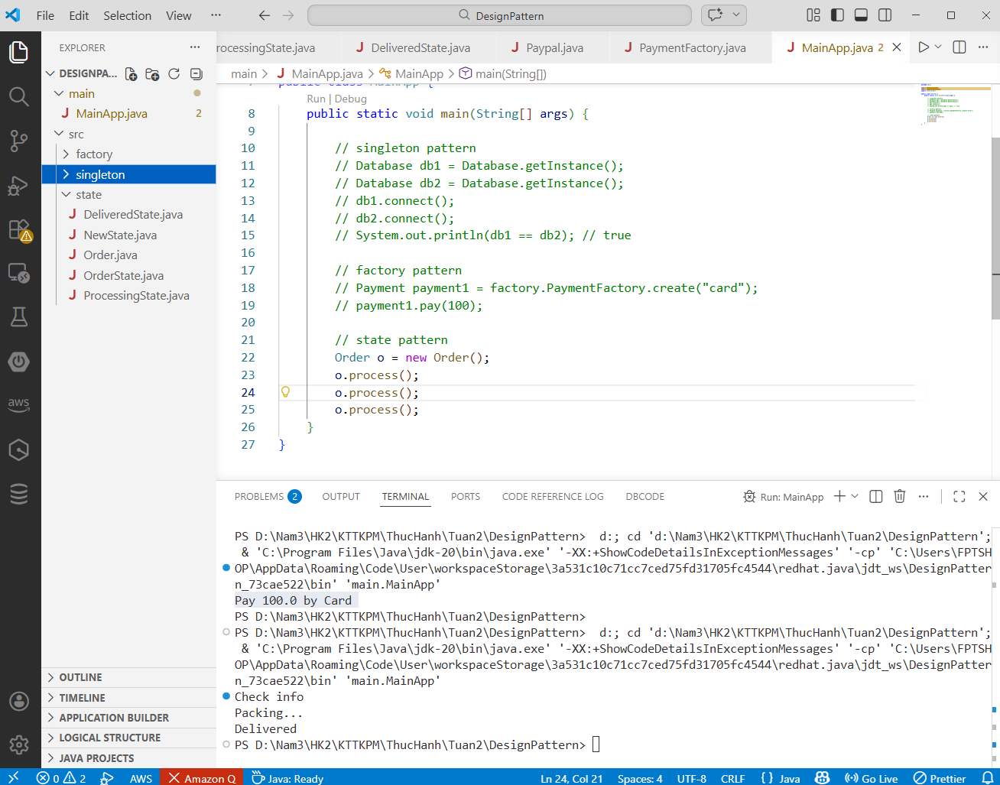 File Edit Selection View ··· DesignPattern
EXPLORER ···
rocessingState.java J DeliveredState.java J Paypal.java J PaymentFactory.java J MainApp.java 2
main > J MainApp.java > MainApp > main(String[])
DESIGNPA...
main
J MainApp.java 2
src
factory
singleton
state
J DeliveredState.java
J NewState.java
J Order.java
J OrderState.java
J ProcessingState.java
OUTLINE
TIMELINE
APPLICATION BUILDER
LOGICAL STRUCTURE
JAVA PROJECTS
aws
7 public class MainApp {
Run | Debug
8 public static void main(String[] args) {
9
10 // singleton pattern
11 // Database db1 = Database.getInstance();
12 // Database db2 = Database.getInstance();
13 // db1.connect();
14 // db2.connect();
15 // System.out.println(db1 == db2); // true
16
17 // factory pattern
18 // Payment payment1 = factory.PaymentFactory.create("card");
19 // payment1.pay(100);
20
21 // state pattern
22 Order o = new Order();
23 o.process();
24 o.process();
25 o.process();
26 }
27 }
PROBLEMS 2 OUTPUT TERMINAL PORTS CODE REFERENCE LOG DBCODE Run: MainApp
PS D:\Nam3\HK2\KTTKPM\ThucHanh\Tuan2\DesignPattern> d:; cd 'd:\Nam3\HK2\KTTKPM\ThucHanh\Tuan2\DesignPattern';
& 'C:\Program Files\Java\jdk-20\bin\java.exe' '-XX:+ShowCodeDetailsInExceptionMessages' '-cp' 'C:\Users\FPTSH
OP\AppData\Roaming\Code\User\workspaceStorage\3a531c10c71cc7ced75fd31705fc4544\redhat.java\jdt_ws\DesignPatter
n_73cae522\bin' 'main.MainApp'
Pay 100.0 by Card
PS D:\Nam3\HK2\KTTKPM\ThucHanh\Tuan2\DesignPattern>
PS D:\Nam3\HK2\KTTKPM\ThucHanh\Tuan2\DesignPattern> d:; cd 'd:\Nam3\HK2\KTTKPM\ThucHanh\Tuan2\DesignPattern';
& 'C:\Program Files\Java\jdk-20\bin\java.exe' '-XX:+ShowCodeDetailsInExceptionMessages' '-cp' 'C:\Users\FPTSH
OP\AppData\Roaming\Code\User\workspaceStorage\3a531c10c71cc7ced75fd31705fc4544\redhat.java\jdt_ws\DesignPatter
n_73cae522\bin' 'main.MainApp'
Check info
Packing...
Delivered
PS D:\Nam3\HK2\KTTKPM\ThucHanh\Tuan2\DesignPattern>
0 2 AWS Amazon Q Java: Ready Ln 24, Col 21 Spaces: 4 UTF-8 CRLF {} Java Go Live Prettier